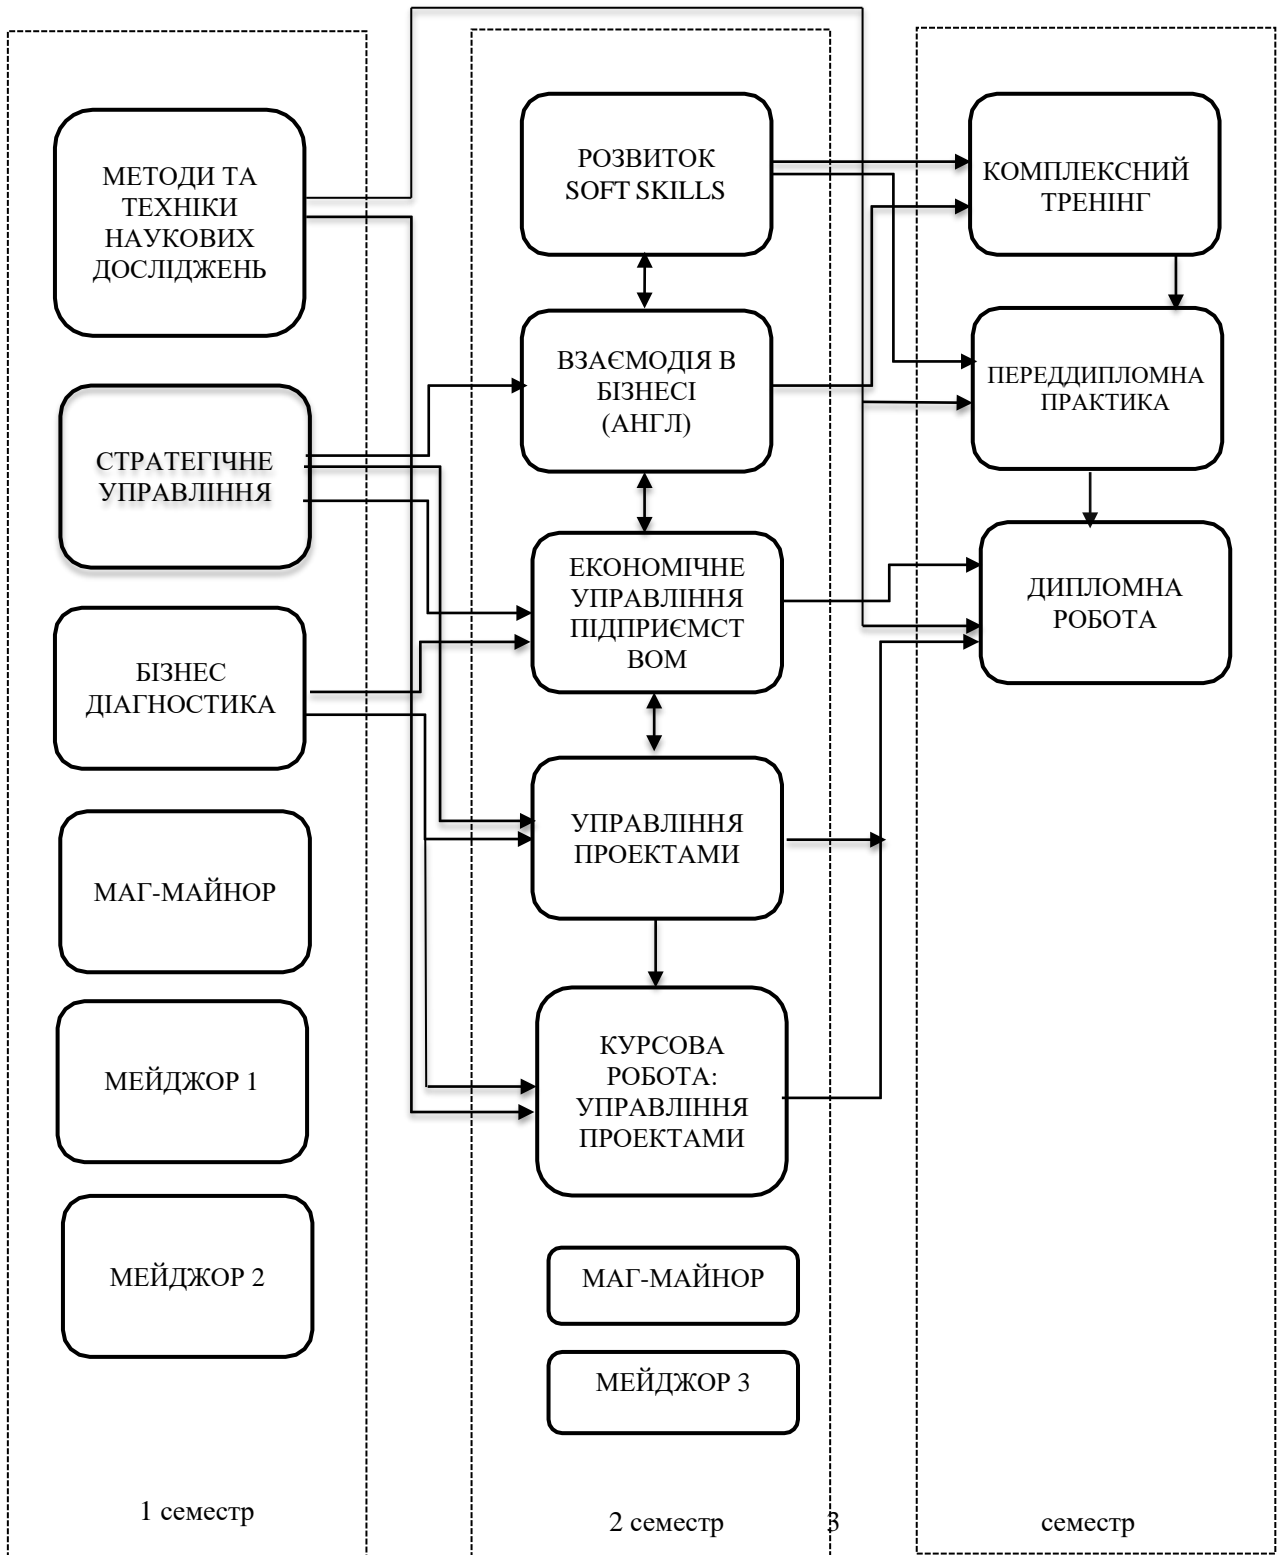 МЕТОДИ ТА
ТЕХНІКИ
НАУКОВИХ
ДОСЛІДЖЕНЬ
СТРАТЕГІЧНЕ
УПРАВЛІННЯ
БІЗНЕС
ДІАГНОСТИКА
МАГ-МАЙНОР
МЕЙДЖОР 1
МЕЙДЖОР 2
1 семестр
РОЗВИТОК
SOFT SKILLS
ВЗАЄМОДІЯ В
БІЗНЕСІ
(АНГЛ)
ЕКОНОМІЧНЕ
УПРАВЛІННЯ
ПІДПРИЄМСТ
ВОМ
УПРАВЛІННЯ
ПРОЕКТАМИ
КУРСОВА
РОБОТА:
УПРАВЛІННЯ
ПРОЕКТАМИ
МАГ-МАЙНОР
МЕЙДЖОР 3
2 семестр
КОМПЛЕКСНИЙ
ТРЕНІНГ
ПЕРЕДДИПЛОМНА
ПРАКТИКА
ДИПЛОМНА
РОБОТА
3 семестр